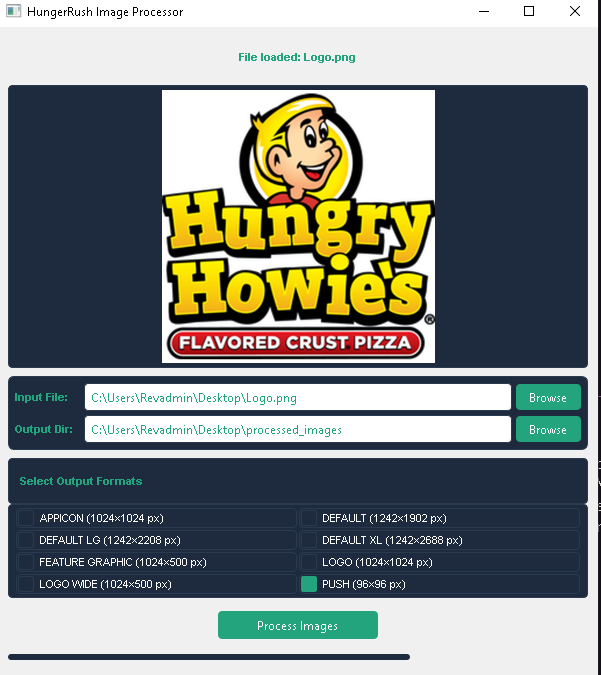 HungerRush Image Processor
File loaded: Logo.png
Hungry
Howie's®
FLAVORED CRUST PIZZA
Input File: C:\Users\Revadmin\Desktop\Logo.png Browse
Output Dir: C:\Users\Revadmin\Desktop\processed_images Browse
Select Output Formats
APPICON (1024×1024 px) DEFAULT (1242×1902 px)
DEFAULT LG (1242×2208 px) DEFAULT XL (1242×2688 px)
FEATURE GRAPHIC (1024×500 px) LOGO (1024×1024 px)
LOGO WIDE (1024×500 px) PUSH (96×96 px)
Process Images